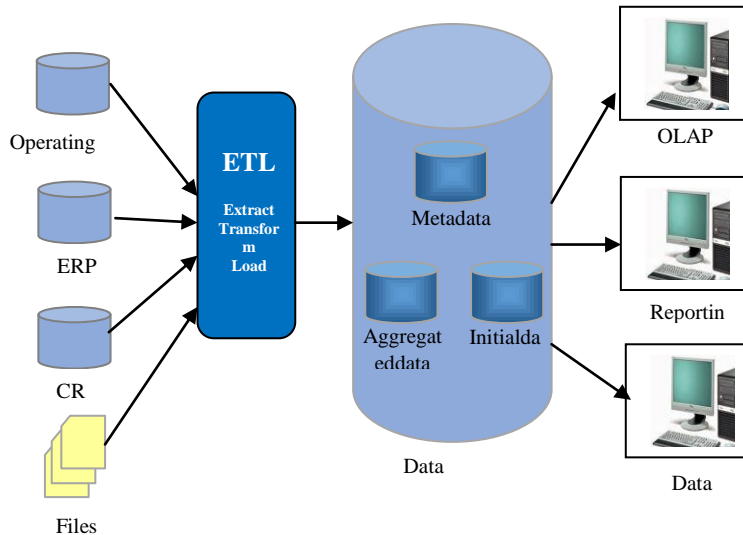 Operating
ERP
CR
Files
ETL
Extract
Transfor
m
Load
Metadata
Aggregat
eddata
Initialda
Data
OLAP
Reportin
Data